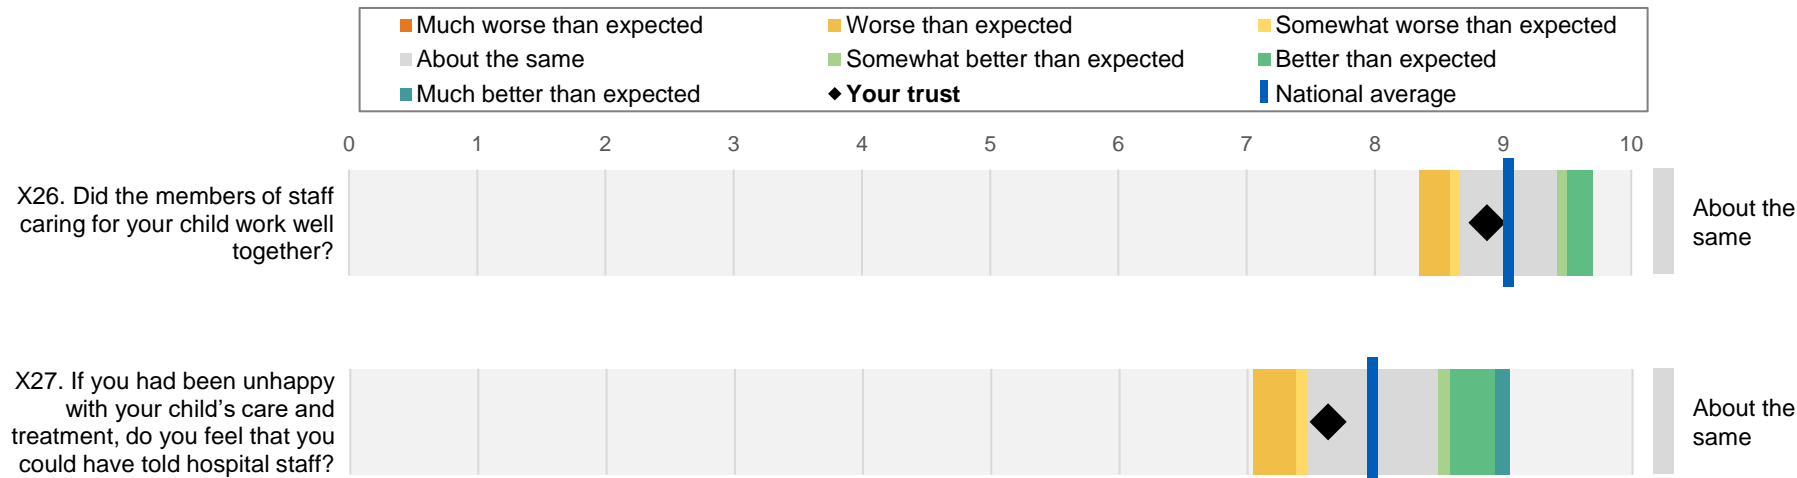 Much worse than expected
Worse than expected
Somewhat worse than expected
About the same
Somewhat better than expected
Better than expected
Much better than expected
Your trust
National average
0 1 2 3 4 5 6 7 8 9 10
X26. Did the members of staff
caring for your child work well
together?
About the
same
X27. If you had been unhappy
with your child’s care and
treatment, do you feel that you
could have told hospital staff?
About the
same